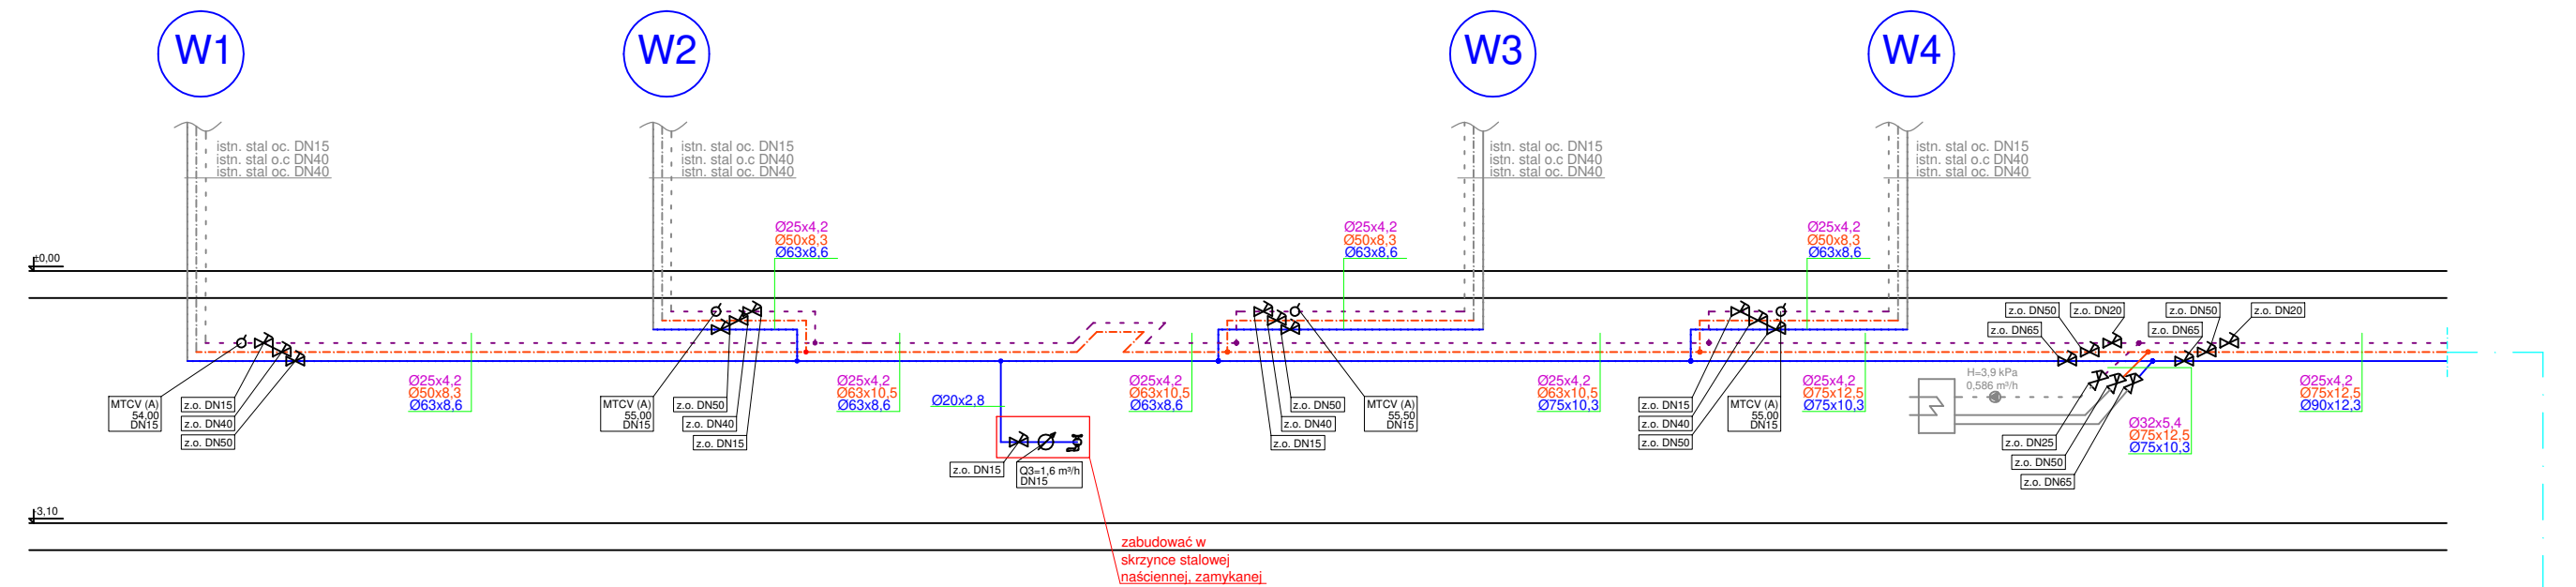 W1
W2
W3
W4
istn. stal oc. DN15
istn. stal o.c DN40
istn. stal oc. DN40
istn. stal oc. DN15
istn. stal o.c DN40
istn. stal oc. DN40
istn. stal oc. DN15
istn. stal o.c DN40
istn. stal oc. DN40
istn. stal oc. DN15
istn. stal o.c DN40
istn. stal oc. DN40
Ø25x4,2
Ø50x8,3
Ø63x8,6
Ø25x4,2
Ø50x8,3
Ø63x8,6
Ø25x4,2
Ø50x8,3
Ø63x8,6
±0,00
z.o. DN50
z.o. DN20
z.o. DN50
z.o. DN20
z.o. DN65
z.o. DN65
MTCV (A)
54,00
DN15
z.o. DN15
z.o. DN40
z.o. DN50
Ø25x4,2
Ø50x8,3
Ø63x8,6
MTCV (A)
55,00
DN15
z.o. DN50
z.o. DN40
z.o. DN15
Ø25x4,2
Ø63x10,5
Ø63x8,6
Ø20x2,8
Ø25x4,2
Ø63x10,5
Ø63x8,6
z.o. DN50
z.o. DN40
z.o. DN15
MTCV (A)
55,50
DN15
Ø25x4,2
Ø63x10,5
Ø75x10,3
z.o. DN15
z.o. DN40
z.o. DN50
MTCV (A)
55,00
DN15
Ø25x4,2
Ø75x12,5
Ø75x10,3
H=3,9 kPa
0,586 m³/h
z.o. DN25
z.o. DN50
z.o. DN65
Ø32x5,4
Ø75x12,5
Ø75x10,3
Ø25x4,2
Ø75x12,5
Ø90x12,3
z.o. DN15
Q3=1,6 m³/h
DN15
-3,10
zabudować w
skrzynce stalowej
naściennej, zamykanej